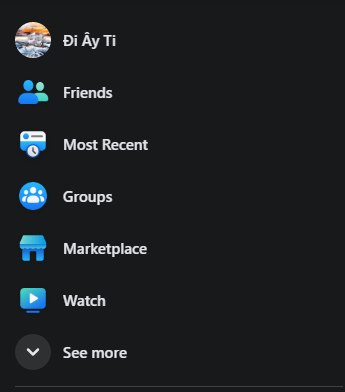 Đi Ây Ti
Friends
Most Recent
Groups
Marketplace
Watch
See more